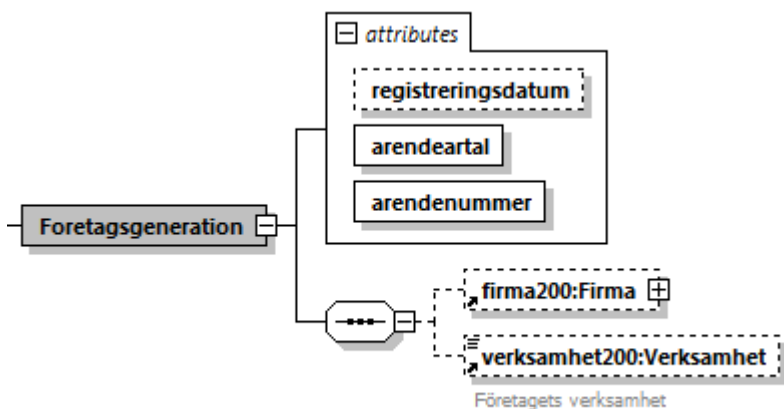 attributes
registreringsdatum
arendeartal
arendenummer
Foretagsgeneration
firma200:Firma
verksamhet200:Verksamhet
Företagets verksamhet